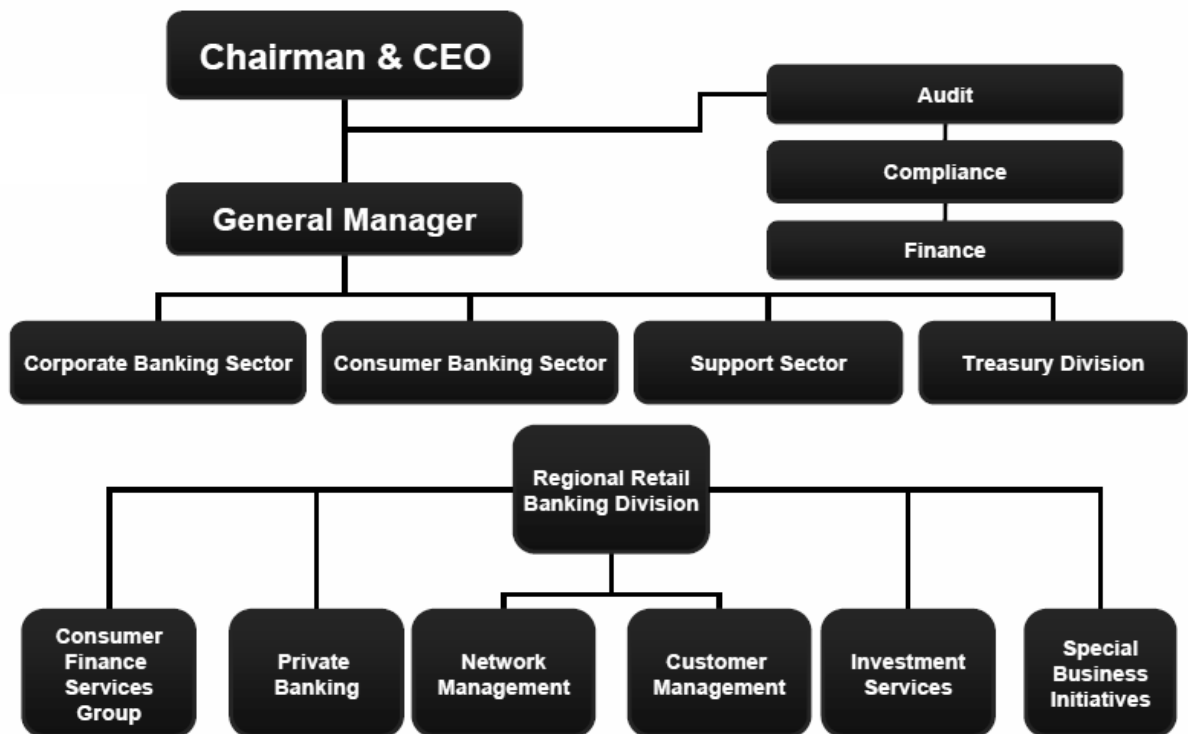 Chairman & CEO
Audit
Compliance
General Manager
Finance
Corporate Banking Sector
Consumer Banking Sector
Support Sector
Treasury Division
Regional Retail
Banking Division
Consumer
Finance
Services
Group
Private
Banking
Network
Management
Customer
Management
Investment
Services
Special
Business
Initiatives